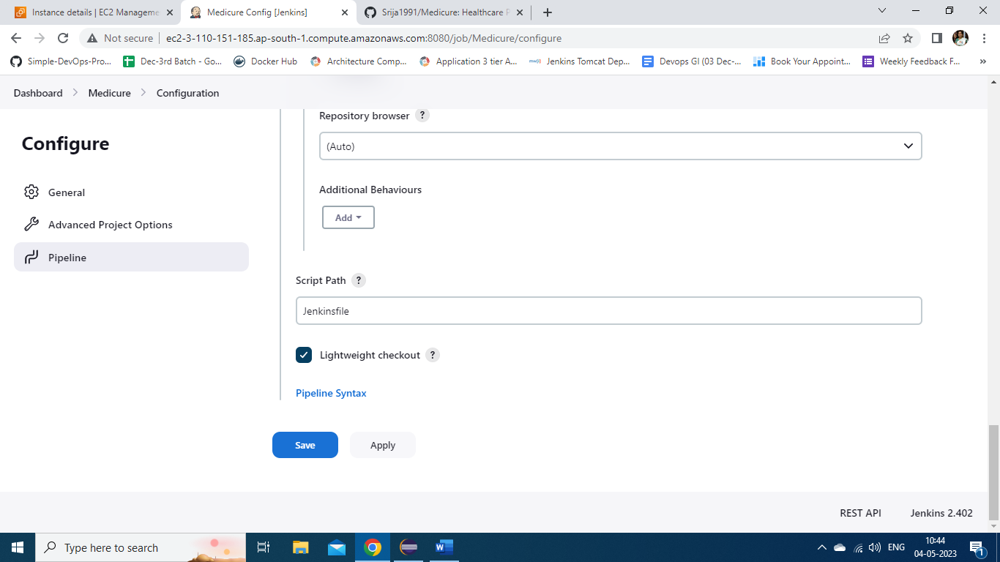 Instance details | EC2 Manageme
Medicure Config [Jenkins]
Srija1991/Medicure: Healthcare P
Not secure
ec2-3-110-151-185.ap-south-1.compute.amazonaws.com:8080/job/Medicure/configure
Simple-DevOps-Pro...
Dec-3rd Batch - Go...
Docker Hub
Architecture Comp...
Application 3 tier A...
Jenkins Tomcat Dep...
Devops GI (03 Dec-...
Book Your Appoint...
Weekly Feedback F...
Dashboard
Medicure
Configuration
Configure
General
Advanced Project Options
Pipeline
Repository browser ?
(Auto)
Additional Behaviours
Add
Script Path ?
Jenkinsfile
Lightweight checkout ?
Pipeline Syntax
Save
Apply
REST API
Jenkins 2.402
Type here to search
ENG
10:44
04-05-2023
1